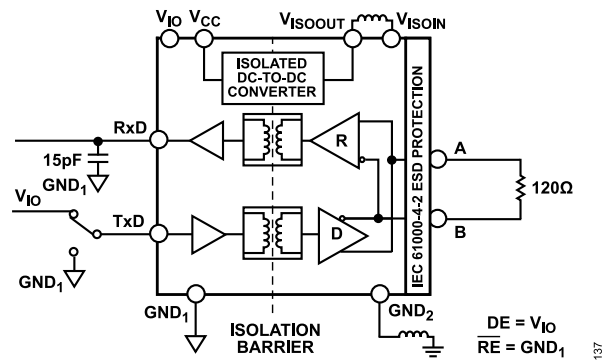 VIO VCC VISOOUT VISOIN
ISOLATED
DC-TO-DC
CONVERTER
RxD
R
A
15pF
GND1
120Ω
VIO
TxD
D
B
IEC 61000-4-2 ESD PROTECTION
GND1
GND1
GND2
ISOLATION
BARRIER
DE = VIO
RE = GND1
137